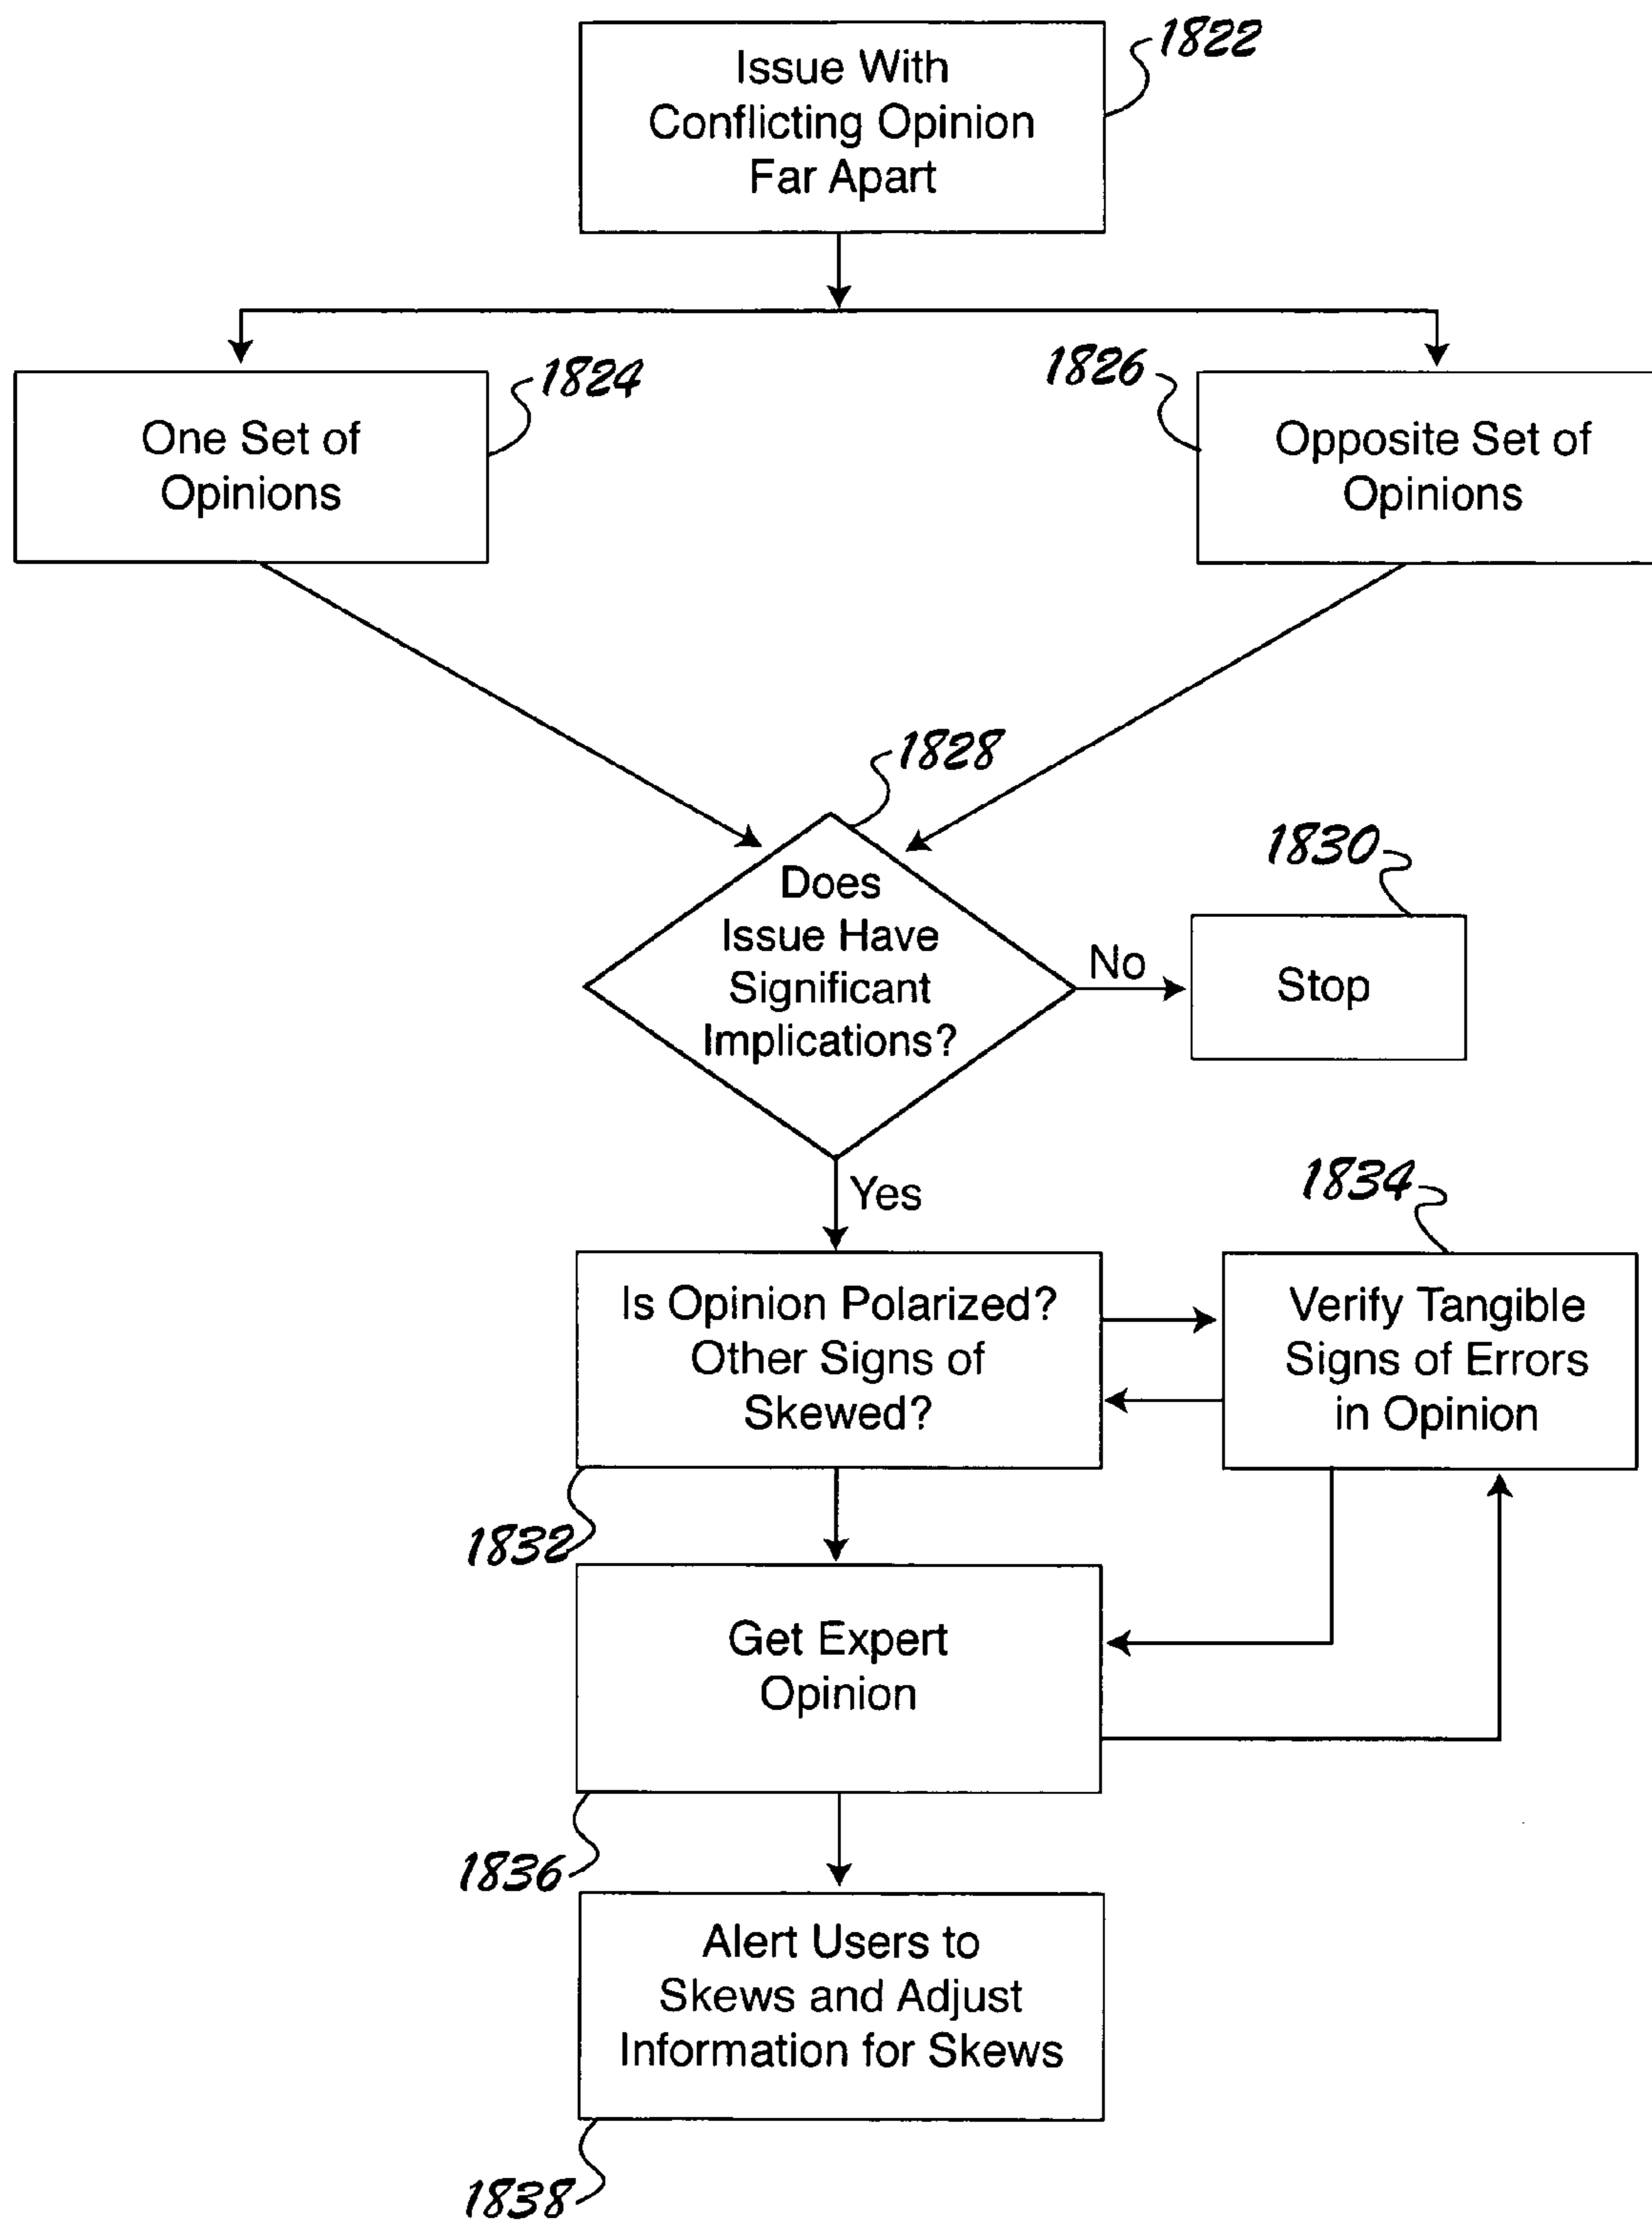 Issue With
Conflicting Opinion
Far Apart
1822
One Set of
Opinions
1824
1826
Opposite Set of
Opinions
1828
Does
Issue Have
Significant
Implications?
No
1830
Stop
Yes
1834
Is Opinion Polarized?
Other Signs of
Skewed?
Verify Tangible
Signs of Errors
in Opinion
1832
Get Expert
Opinion
1836
Alert Users to
Skews and Adjust
Information for Skews
1838